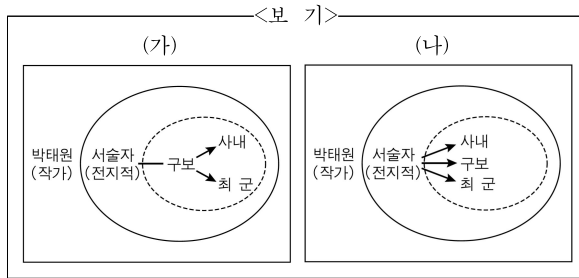 <보 기>
(가) (나)
사내 사내
박태원 서술자 구보 박태원 서술자 구보
(작가) (전지적) (작가) (전지적)
최 군 최 군